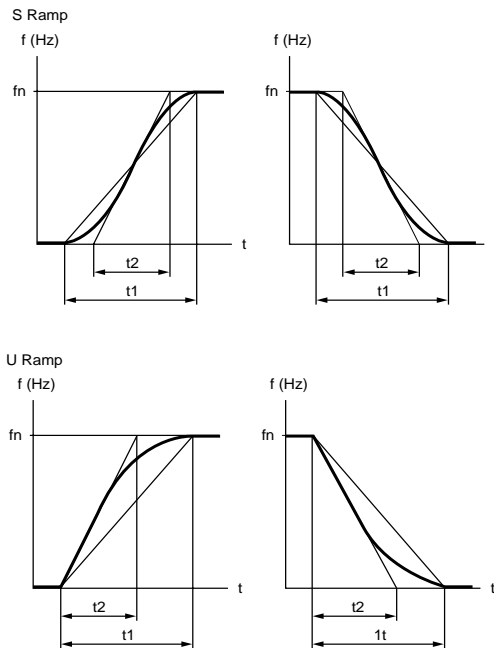 S Ramp
f (Hz)
fn
t
t2
t1
f (Hz)
fn
t
t2
t1
U Ramp
f (Hz)
fn
t
t2
t1
f (Hz)
fn
t
t2
1t